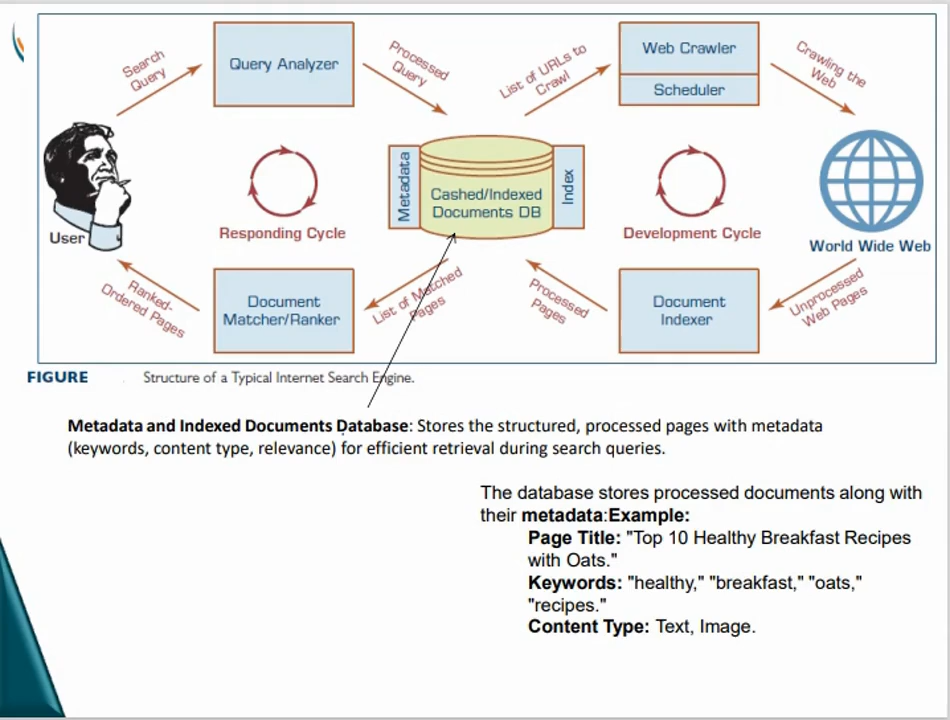 Search
Query
Query Analyzer
Processed
Query
List of URLs to
Crawl
Web Crawler
Scheduler
Crawling the
Web
User
Responding Cycle
Metadata
Cashed/Indexed
Documents DB
Index
Development Cycle
World Wide Web
Ranked-
Ordered Pages
Document
Matcher/Ranker
List of Matched
Pages
Processed
Pages
Document
Indexer
Unprocessed
Web Pages
FIGURE Structure of a Typical Internet Search Engine.
Metadata and Indexed Documents Database: Stores the structured, processed pages with metadata
(keywords, content type, relevance) for efficient retrieval during search queries.
The database stores processed documents along with
their metadata:Example:
Page Title: "Top 10 Healthy Breakfast Recipes
with Oats."
Keywords: "healthy," "breakfast," "oats,"
"recipes."
Content Type: Text, Image.